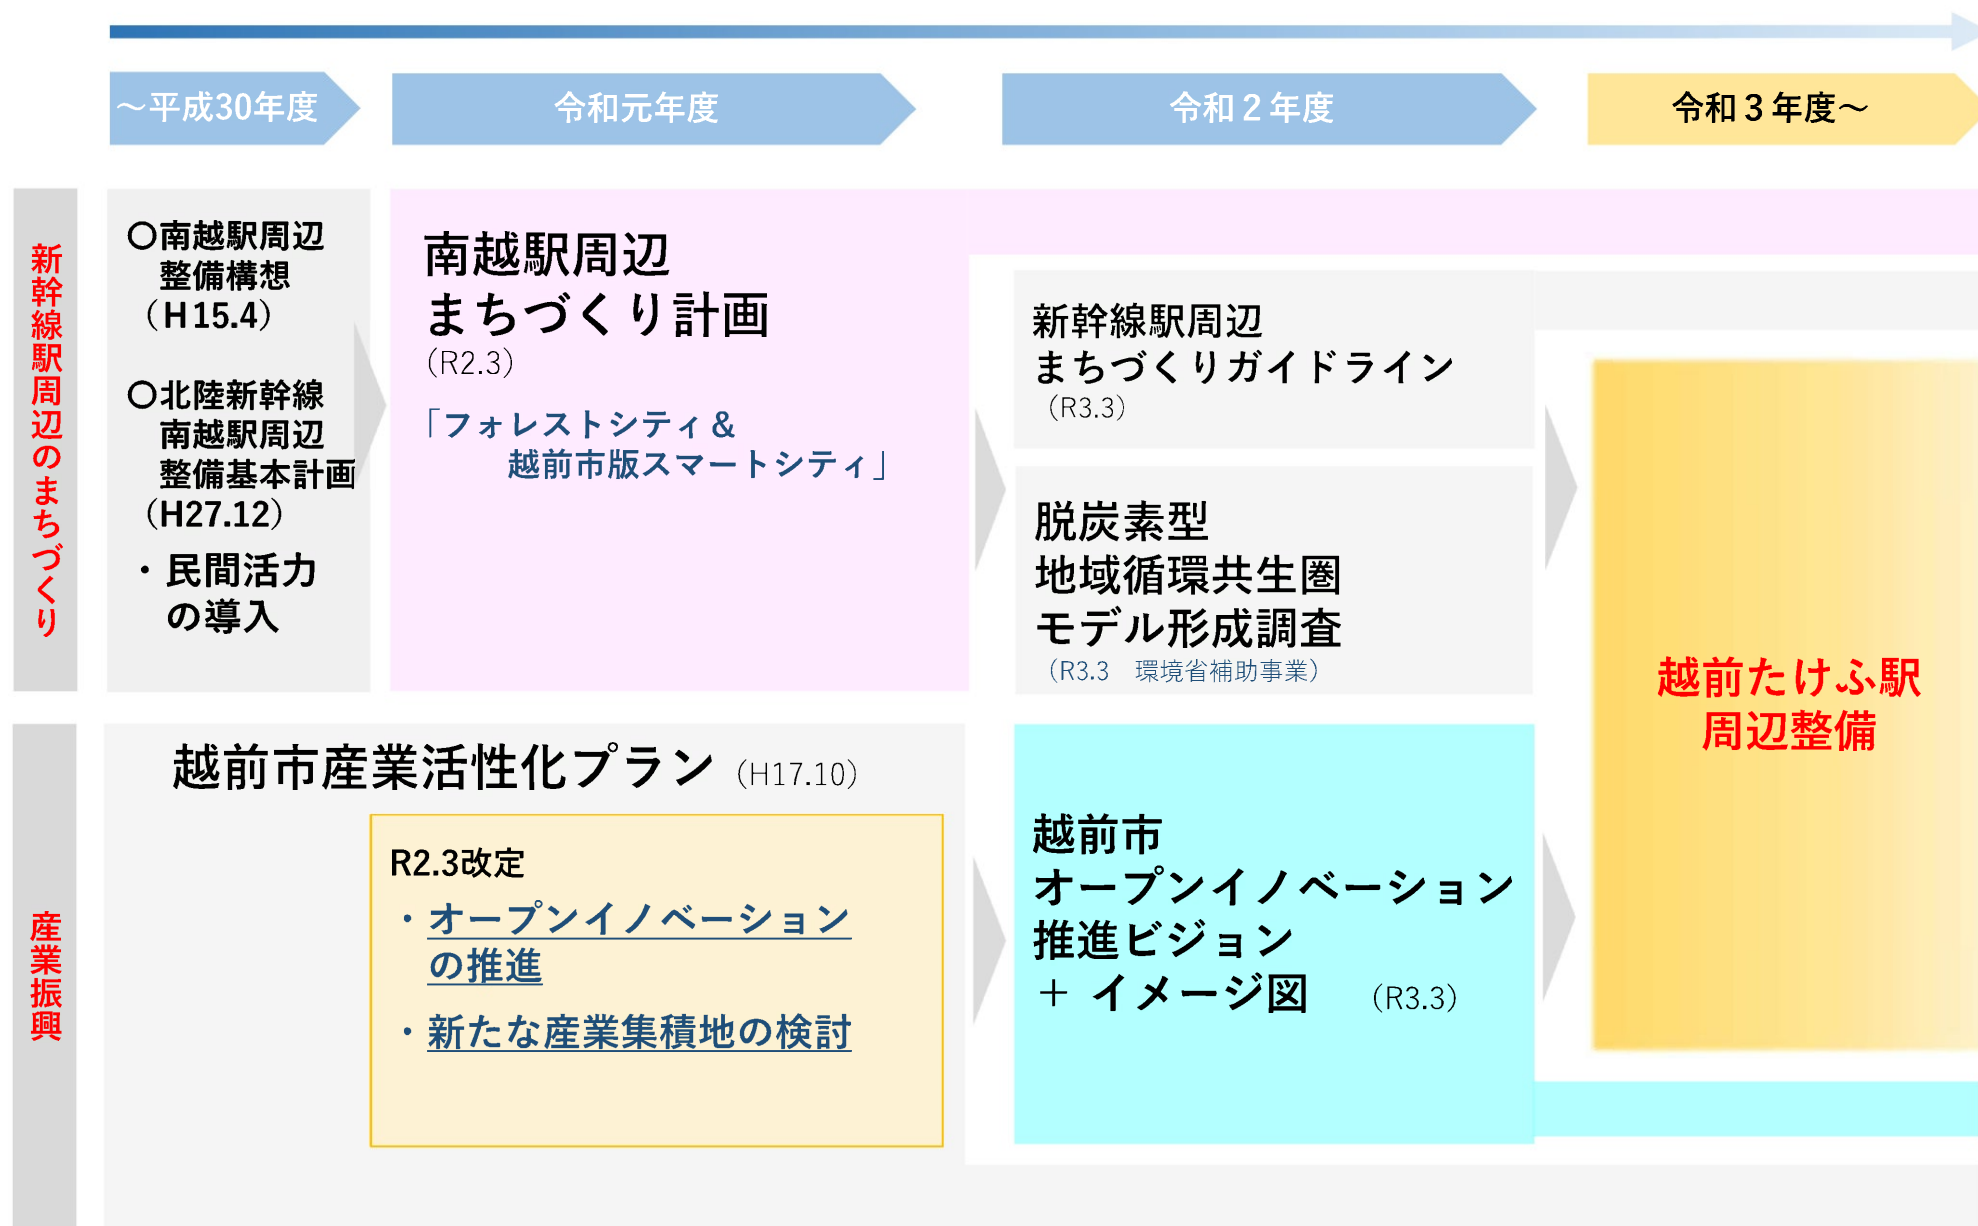 ～平成30年度
令和元年度
令和２年度
令和３年度～
新幹線駅周辺のまちづくり
〇南越駅周辺
整備構想
（H15.4）
〇北陸新幹線
南越駅周辺
整備基本計画
（H27.12）
・民間活力
の導入
南越駅周辺
まちづくり計画
（R2.3）
「フォレストシティ＆
越前市版スマートシティ」
新幹線駅周辺
まちづくりガイドライン
（R3.3）
脱炭素型
地域循環共生圏
モデル形成調査
（R3.3　環境省補助事業）
越前たけふ駅
周辺整備
産業振興
越前市産業活性化プラン（H17.10）
R2.3改定
・オープンイノベーション
の推進
・新たな産業集積地の検討
越前市
オープンイノベーション
推進ビジョン
＋ イメージ図　（R3.3）